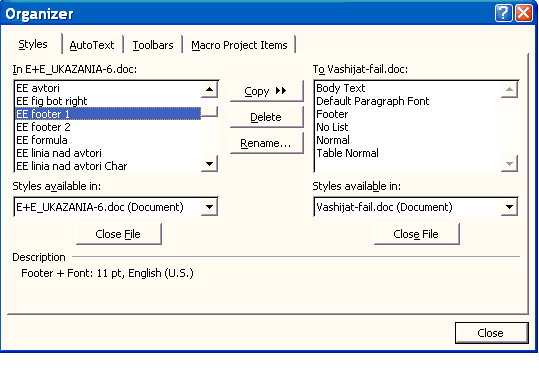 Organizer
Styles
AutoText
Toolbars
Macro Project Items
In E+E_UKAZANIA-6.doc:
EE avtori
EE fig bot right
EE footer 1
EE footer 2
EE formula
EE linia nad avtori
EE linia nad avtori Char
Copy
Delete
Rename...
To Vashijat-fail.doc:
Body Text
Default Paragraph Font
Footer
No List
Normal
Table Normal
Styles available in:
E+E_UKAZANIA-6.doc (Document)
Close File
Styles available in:
Vashijat-fail.doc (Document)
Close File
Description
Footer + Font: 11 pt, English (U.S.)
Close